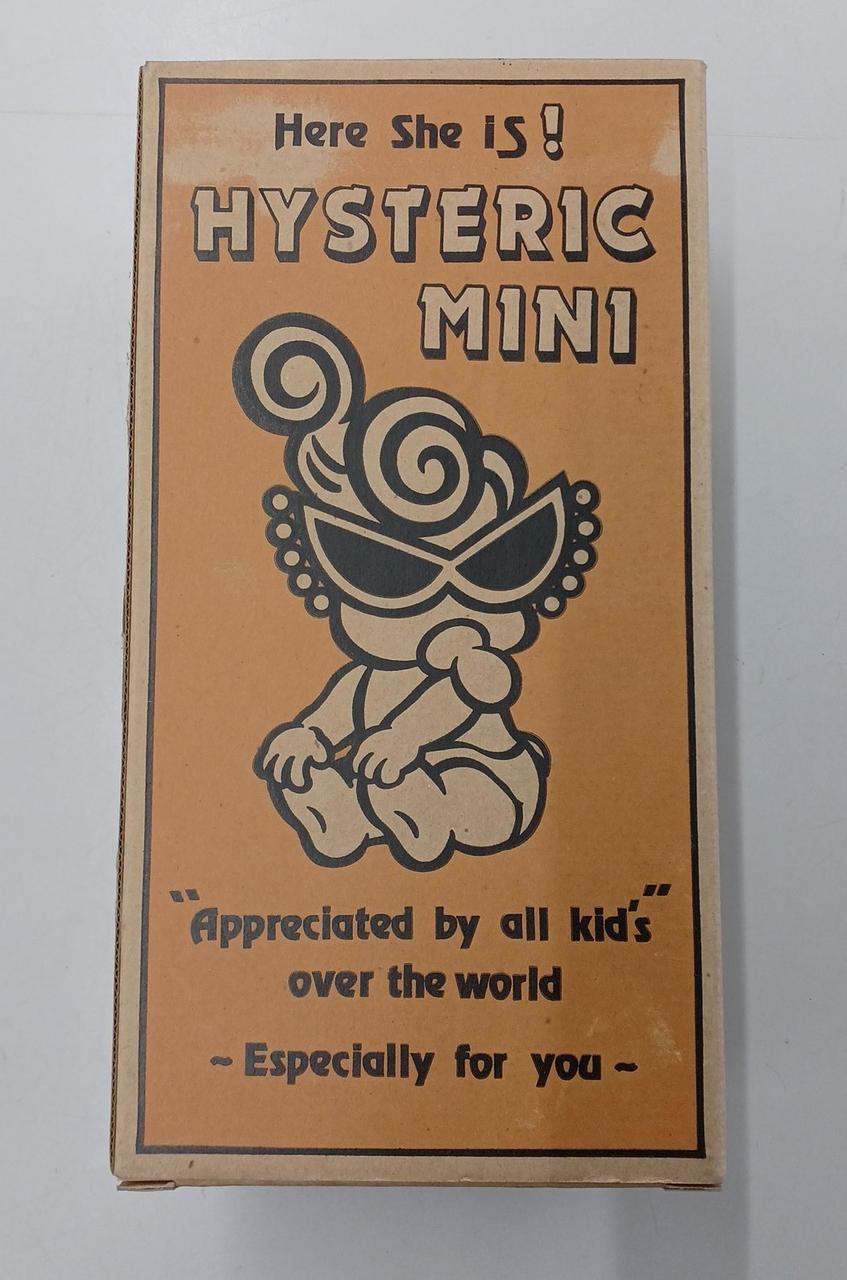 Here She is!
HYSTERIC
MINI
"Appreciated by all kid's"
over the world
~ Especially for you ~